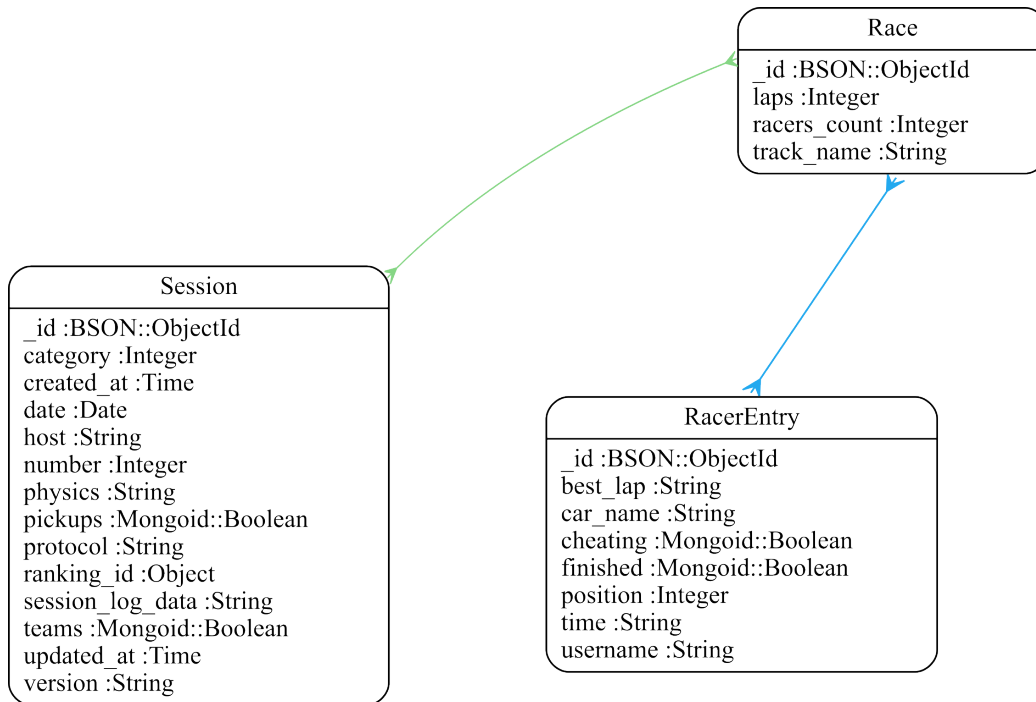 Race
_id :BSON::ObjectId
laps :Integer
racers_count :Integer
track_name :String
Session
_id :BSON::ObjectId
category :Integer
created_at :Time
date :Date
host :String
number :Integer
physics :String
pickups :Mongoid::Boolean
protocol :String
ranking_id :Object
session_log_data :String
teams :Mongoid::Boolean
updated_at :Time
version :String
RacerEntry
_id :BSON::ObjectId
best_lap :String
car_name :String
cheating :Mongoid::Boolean
finished :Mongoid::Boolean
position :Integer
time :String
username :String